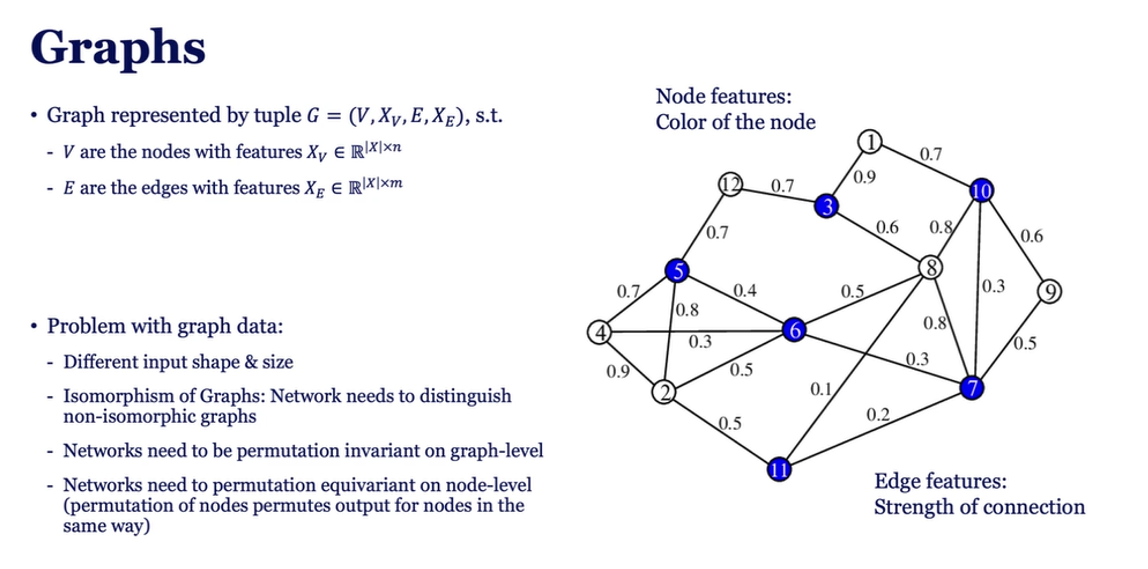 Graphs
• Graph represented by tuple G = (V, X_V, E, X_E), s.t.
- V are the nodes with features X_V ∈ ℝ^{|X|×n}
- E are the edges with features X_E ∈ ℝ^{|X|×m}
• Problem with graph data:
- Different input shape & size
- Isomorphism of Graphs: Network needs to distinguish
non-isomorphic graphs
- Networks need to be permutation invariant on graph-level
- Networks need to permutation equivariant on node-level
(permutation of nodes permutes output for nodes in the
same way)
Node features:
Color of the node
1
0.7
12
0.7
0.9
3
10
0.7
0.6
0.8
0.6
5
8
0.7
0.4
0.5
0.3
9
0.8
4
6
0.8
0.3
0.5
0.9
0.5
0.3
2
0.1
7
0.5
0.2
11
Edge features:
Strength of connection